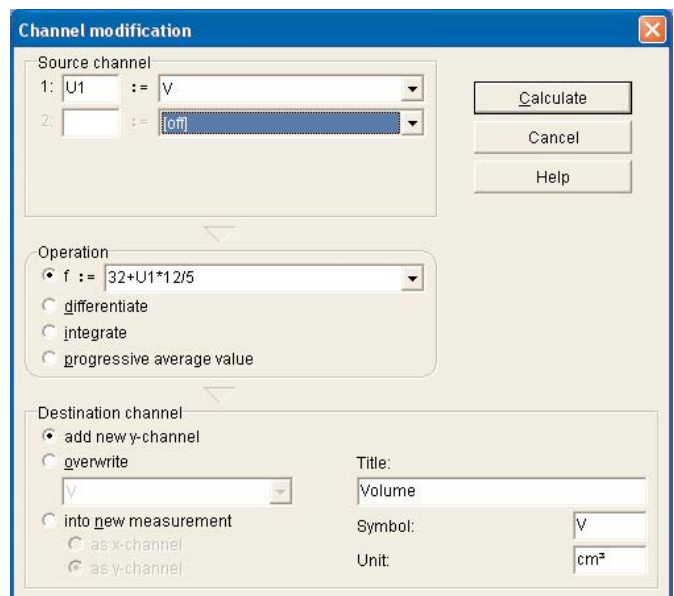 Channel modification
Source channel
1: U1 := V
Calculate
2: := [off]
Cancel
Help
Operation
f := 32+U1*12/5
differentiate
integrate
progressive average value
Destination channel
add new y-channel
overwrite
Title:
V
Volume
into new measurement
Symbol: V
as x-channel
as y-channel
Unit: cm³